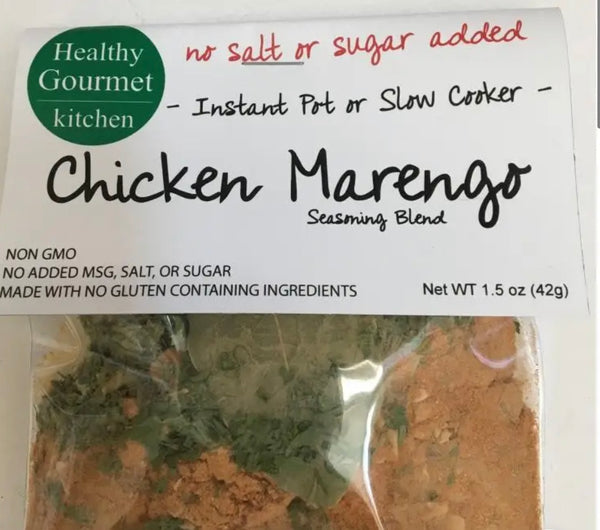 Healthy
Gourmet
kitchen
no salt or sugar added
- Instant Pot or Slow Cooker -
Chicken Marengo
Seasoning Blend
NON GMO
NO ADDED MSG, SALT, OR SUGAR
MADE WITH NO GLUTEN CONTAINING INGREDIENTS
Net WT 1.5 oz (42g)